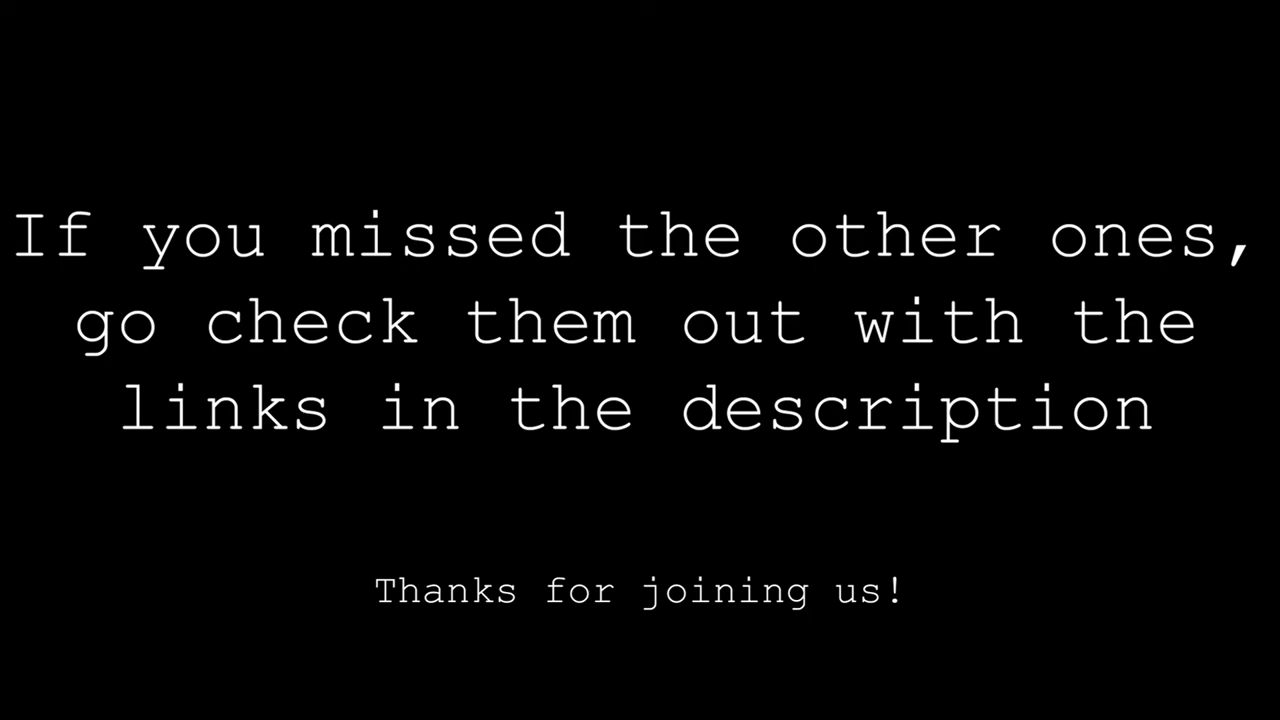 If you missed the other ones,
go check them out with the
links in the description
Thanks for joining us!